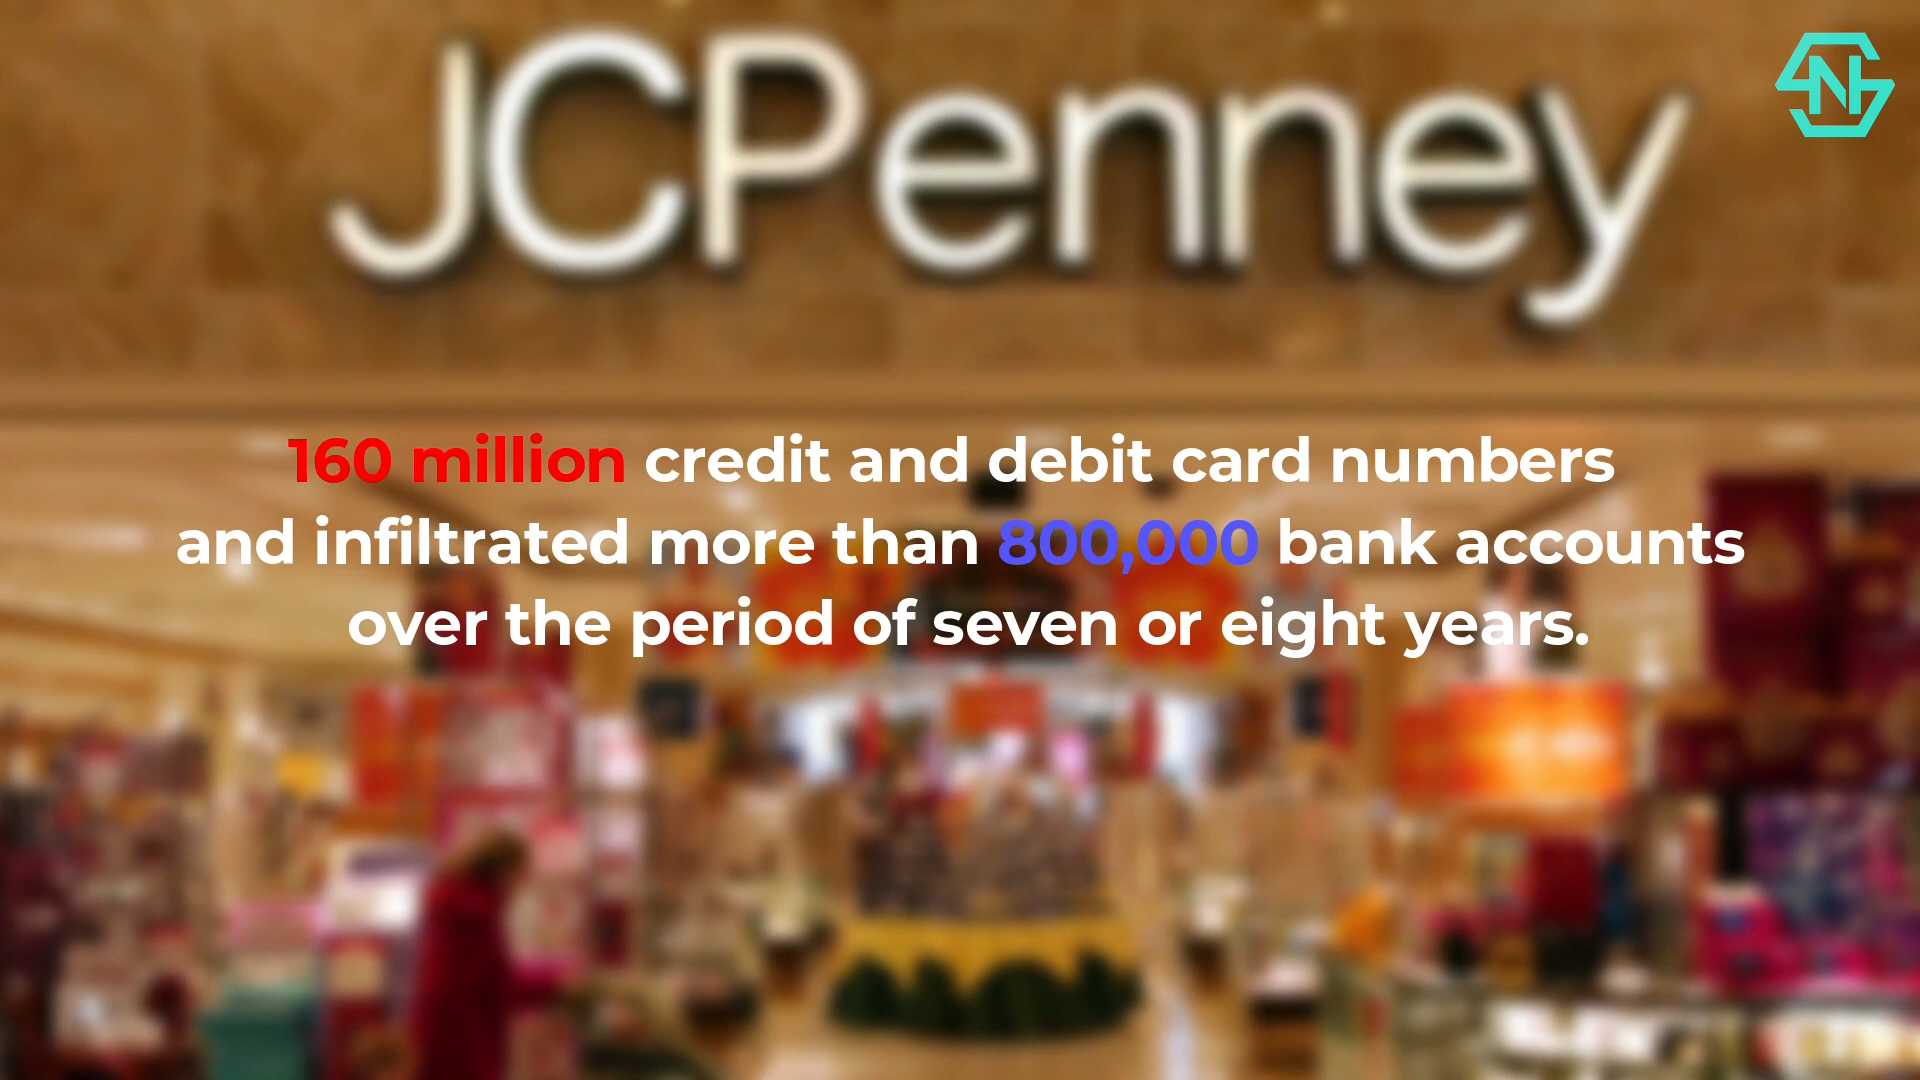 JCPenney
160 million credit and debit card numbers
and infiltrated more than 800,000 bank accounts
over the period of seven or eight years.